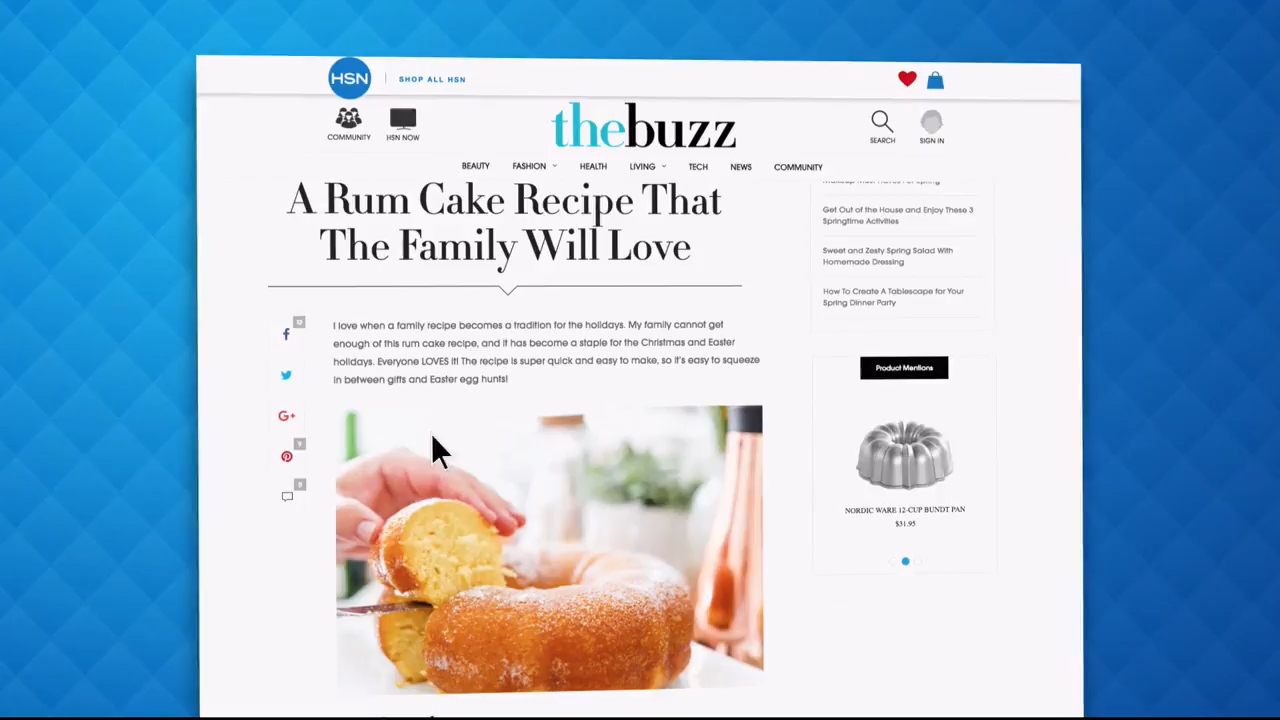 HSN
SHOP ALL HSN
COMMUNITY
HSN NOW
thebuzz
SEARCH
SIGN IN
BEAUTY FASHION HEALTH LIVING TECH NEWS COMMUNITY
A Rum Cake Recipe That
The Family Will Love
I love when a family recipe becomes a tradition for the holidays. My family cannot get
enough of this rum cake recipe, and it has become a staple for the Christmas and Easter
holidays. Everyone LOVES it! The recipe is super quick and easy to make, so it's easy to squeeze
in between gifts and Easter egg hunts!
12
9
9
Get Out of the House and Enjoy These 3
Springtime Activities
Sweet and Zesty Spring Salad With
Homemade Dressing
How To Create A Tablescape for Your
Spring Dinner Party
Product Mentions
NORDIC WARE 12-CUP BUNDT PAN
$31.95